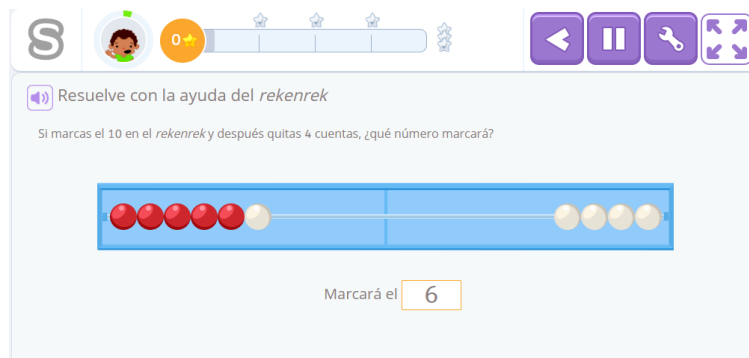 S
0
Resuelve con la ayuda del rekenrek
Si marcas el 10 en el rekenrek y después quitas 4 cuentas, ¿qué número marcará?
Marcará el 6